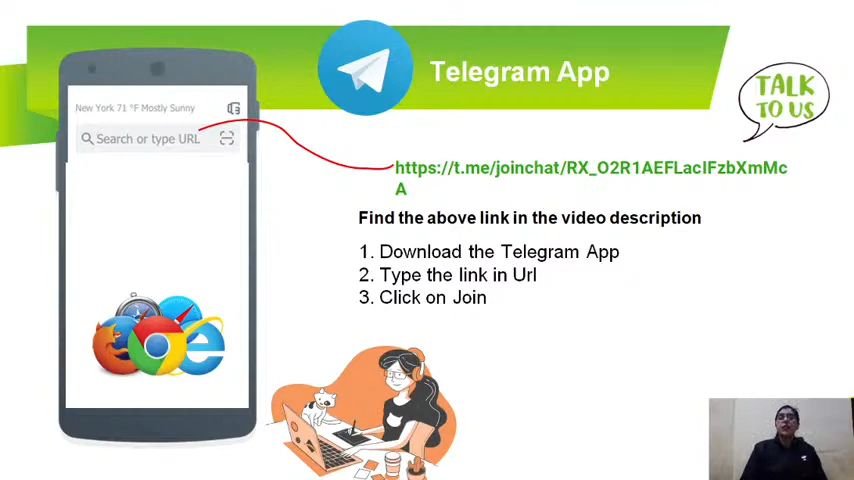 Telegram App
TALK
TO US
New York 71 °F Mostly Sunny
Search or type URL
https://t.me/joinchat/RX_O2R1AEFLacIFzbXmMc
A
Find the above link in the video description
1. Download the Telegram App
2. Type the link in Url
3. Click on Join